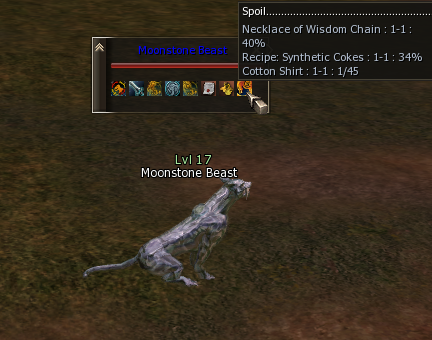 Spoil.......................................................
Necklace of Wisdom Chain : 1-1 :
40%
Recipe: Synthetic Cokes : 1-1 : 34%
Cotton Shirt : 1-1 : 1/45
Moonstone Beast
Lvl 17
Moonstone Beast